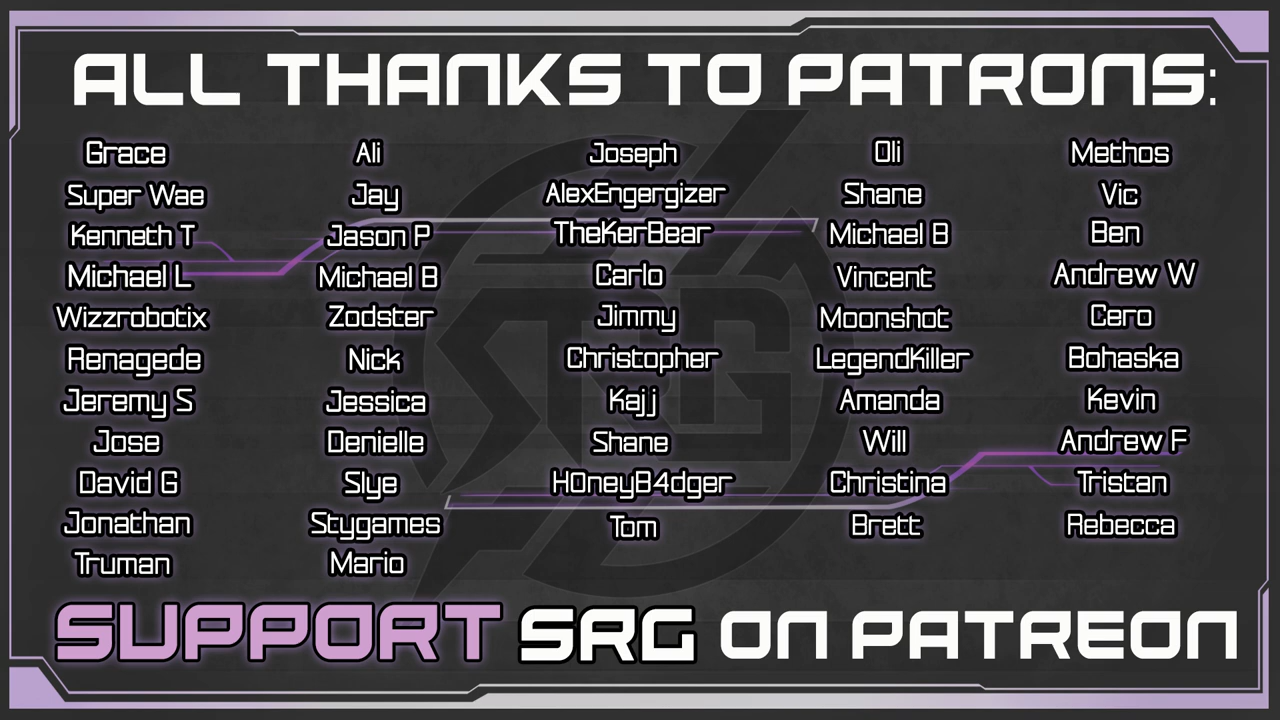 ALL THANKS TO PATRONS:
Grace Ali Joseph Oli Methos
Super Wae Jay AlexEngergizer Shane Vic
Kenneth T Jason P TheKerBear Michael B Ben
Michael L Michael B Carlo Vincent Andrew W
Wizzrobotix Zodster Jimmy Moonshot Cero
Renagede Nick Christopher LegendKiller Bohaska
Jeremy S Jessica Kajj Amanda Kevin
Jose Denielle Shane Will Andrew F
David G Slye H0neyB4dger Christina Tristan
Jonathan Stygames Tom Brett Rebecca
Truman Mario
SUPPORT SRG ON PATREON